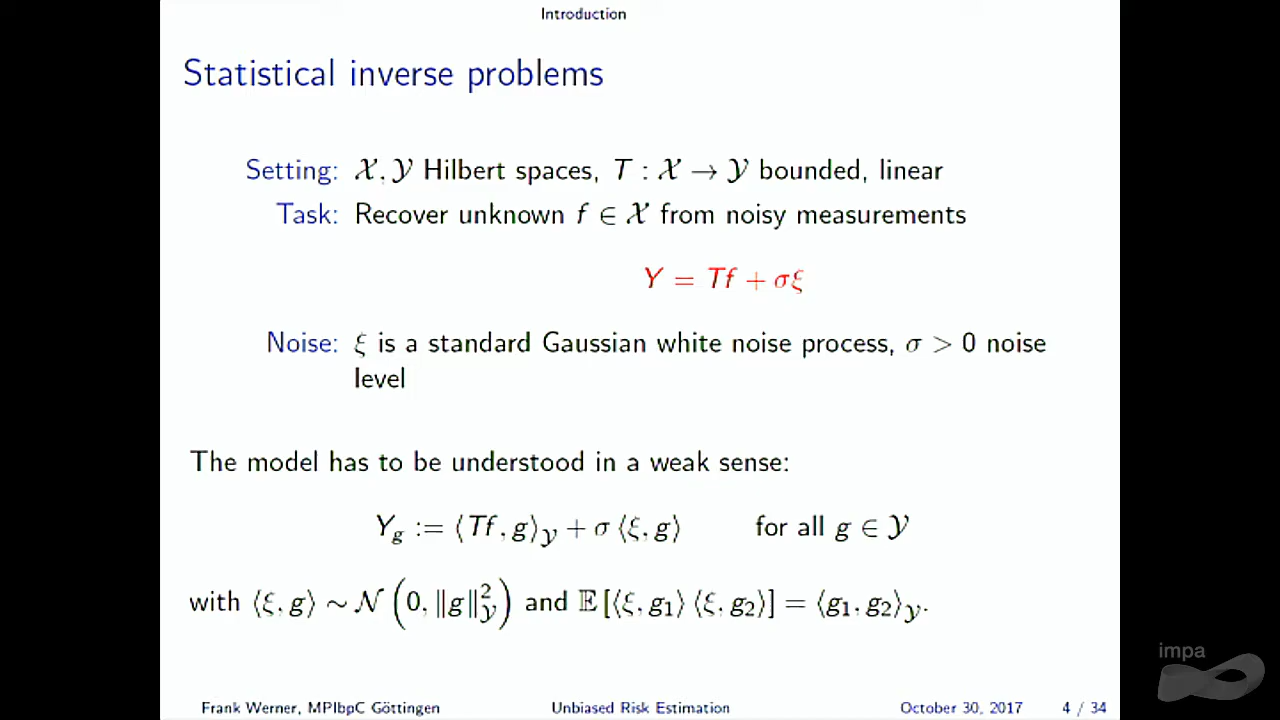 Introduction
Statistical inverse problems
Setting: 𝒳, 𝒴 Hilbert spaces, T : 𝒳 → 𝒴 bounded, linear
Task: Recover unknown f ∈ 𝒳 from noisy measurements
Y = Tf + σξ
Noise: ξ is a standard Gaussian white noise process, σ > 0 noise
level
The model has to be understood in a weak sense:
Y_g := ⟨Tf, g⟩_𝒴 + σ ⟨ξ, g⟩ for all g ∈ 𝒴
with ⟨ξ, g⟩ ∼ 𝒩 (0, ‖g‖²_𝒴) and 𝔼 [⟨ξ, g₁⟩ ⟨ξ, g₂⟩] = ⟨g₁, g₂⟩_𝒴.
impa
Frank Werner, MPIbpC Göttingen Unbiased Risk Estimation October 30, 2017 4 / 34